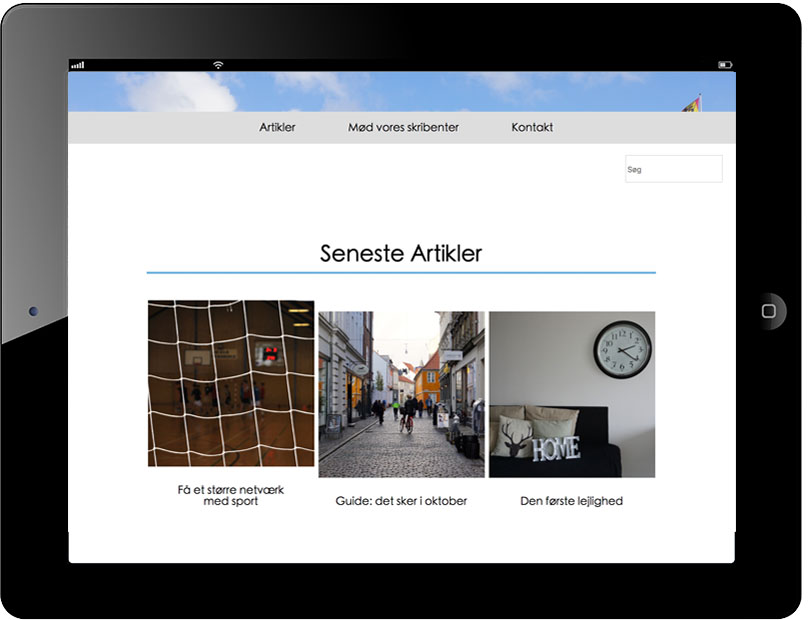 Artikler
Mød vores skribenter
Kontakt
Søg
Seneste Artikler
HOME
Få et større netværk
med sport
Guide: det sker i oktober
Den første lejlighed